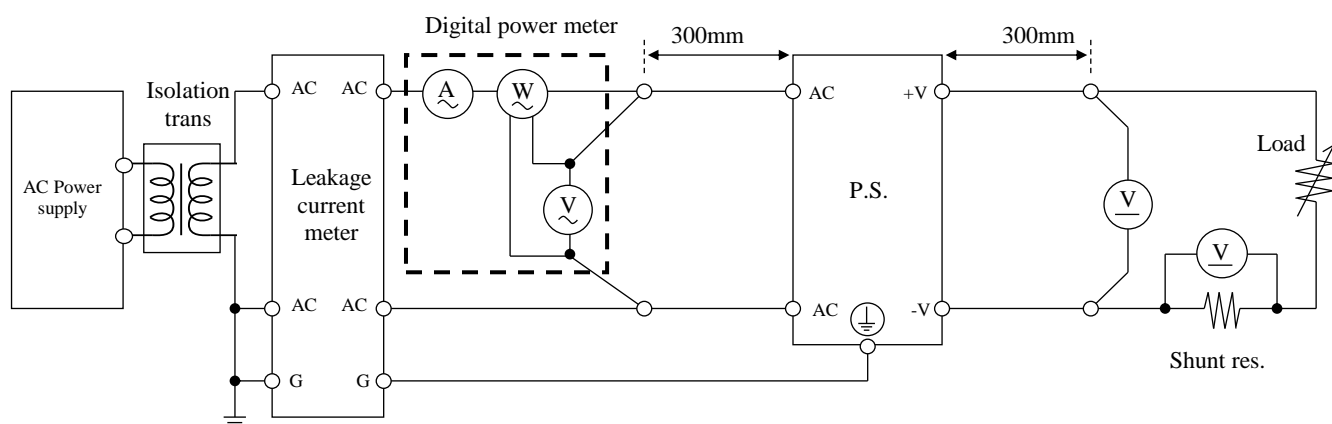 Digital power meter
300mm
300mm
Isolation
trans
AC
AC
A
W
AC
+V
Load
AC Power
supply
Leakage
current
meter
V
P.S.
V
V
AC
AC
AC
-V
Shunt res.
G
G